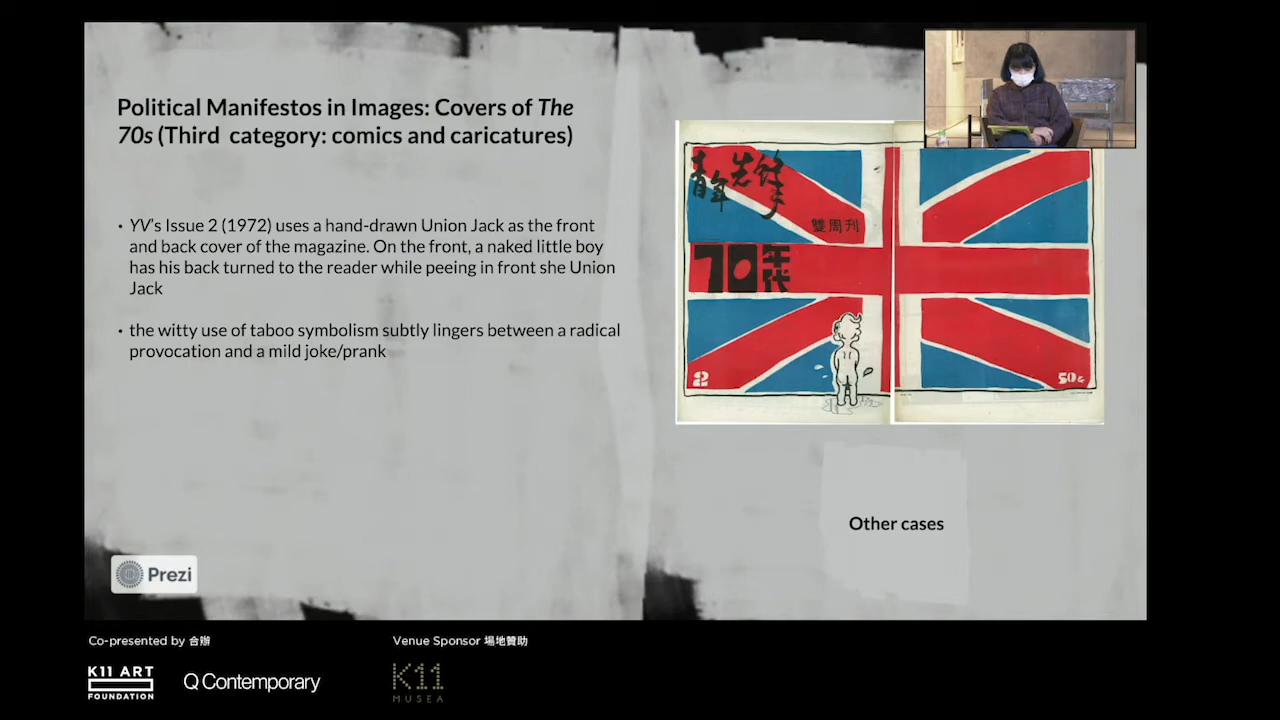 Political Manifestos in Images: Covers of The
70s (Third category: comics and caricatures)
• YV's Issue 2 (1972) uses a hand-drawn Union Jack as the front
and back cover of the magazine. On the front, a naked little boy
has his back turned to the reader while peeing in front she Union
Jack
• the witty use of taboo symbolism subtly lingers between a radical
provocation and a mild joke/prank
青年先鋒
雙周刊
70年代
2
50¢
Other cases
Prezi
Co-presented by 合辦
Venue Sponsor 場地贊助
K11 ART
FOUNDATION
Q Contemporary
K11
MUSEA